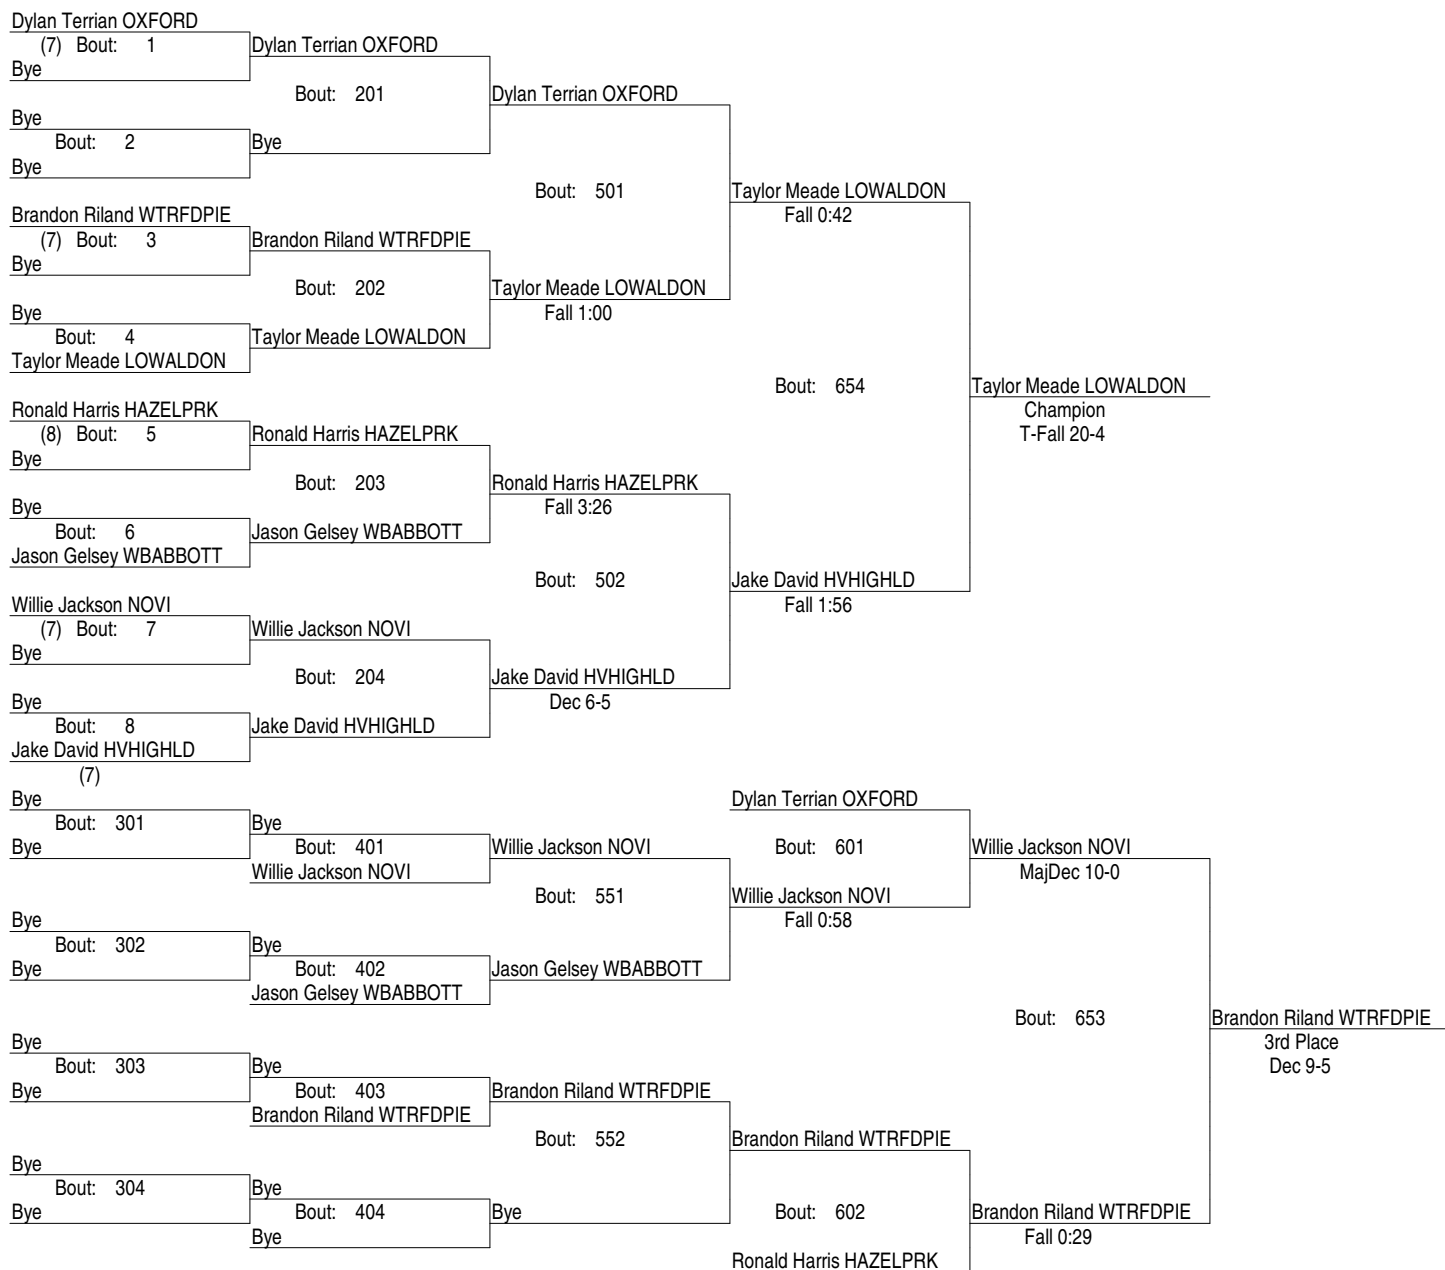 Dylan Terrian OXFORD
(7) Bout: 1
Dylan Terrian OXFORD
Bye
Bout: 201
Dylan Terrian OXFORD
Bye
Bout: 2
Bye
Bye
Bout: 501
Taylor Meade LOWALDON
Fall 0:42
Brandon Riland WTRFDPIE
(7) Bout: 3
Brandon Riland WTRFDPIE
Bye
Bout: 202
Taylor Meade LOWALDON
Fall 1:00
Bye
Bout: 4
Taylor Meade LOWALDON
Taylor Meade LOWALDON
Bout: 654
Taylor Meade LOWALDON
Champion
T-Fall 20-4
Ronald Harris HAZELPRK
(8) Bout: 5
Ronald Harris HAZELPRK
Bye
Bout: 203
Ronald Harris HAZELPRK
Fall 3:26
Bye
Bout: 6
Jason Gelsey WBABBOTT
Jason Gelsey WBABBOTT
Bout: 502
Jake David HVHIGHLD
Fall 1:56
Willie Jackson NOVI
(7) Bout: 7
Willie Jackson NOVI
Bye
Bout: 204
Jake David HVHIGHLD
Dec 6-5
Bye
Bout: 8
Jake David HVHIGHLD
Jake David HVHIGHLD
(7)
Bye
Bout: 301
Bye
Bye
Bout: 401
Willie Jackson NOVI
Willie Jackson NOVI
Dylan Terrian OXFORD
Bout: 601
Willie Jackson NOVI
MajDec 10-0
Bout: 551
Willie Jackson NOVI
Fall 0:58
Bye
Bout: 302
Bye
Bye
Bout: 402
Jason Gelsey WBABBOTT
Jason Gelsey WBABBOTT
Bout: 653
Brandon Riland WTRFDPIE
3rd Place
Dec 9-5
Bye
Bout: 303
Bye
Bye
Bout: 403
Brandon Riland WTRFDPIE
Brandon Riland WTRFDPIE
Bout: 552
Brandon Riland WTRFDPIE
Bye
Bout: 304
Bye
Bye
Bout: 404
Bye
Bye
Bout: 602
Brandon Riland WTRFDPIE
Fall 0:29
Ronald Harris HAZELPRK